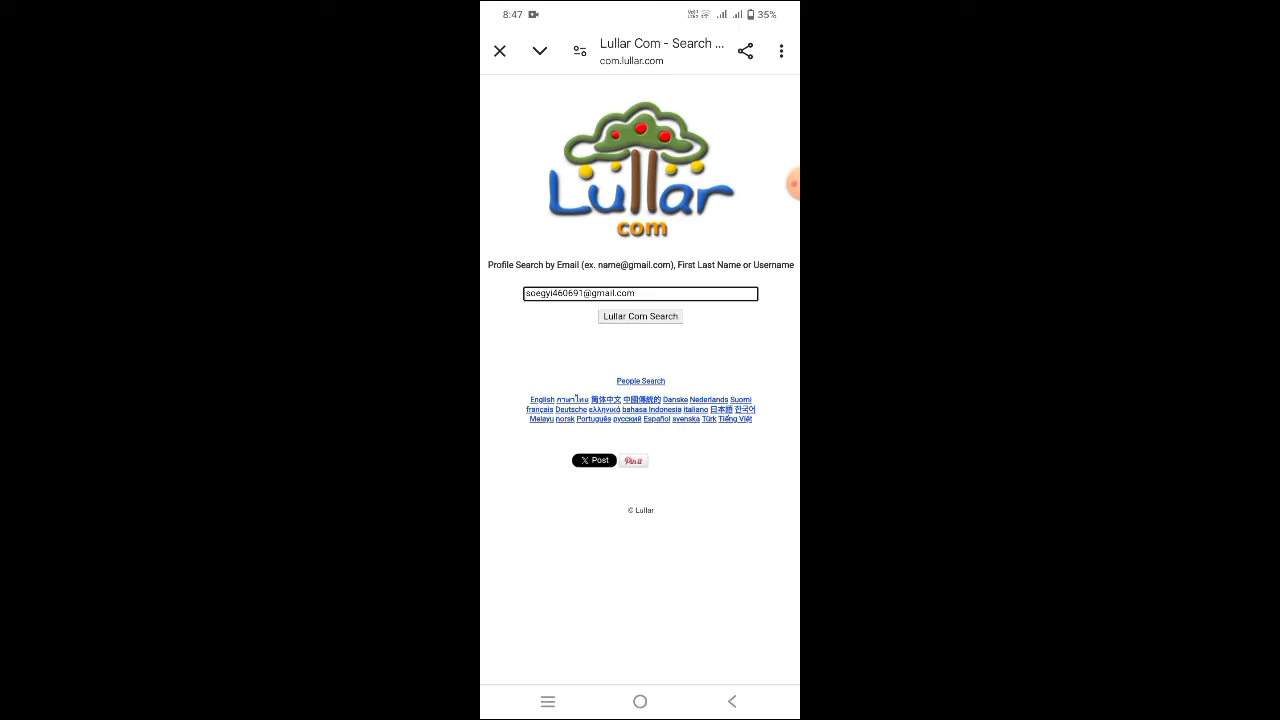 8:47
35%
Lullar Com - Search ...
com.lullar.com
Lullar
com
Profile Search by Email (ex. name@gmail.com), First Last Name or Username
soegyi460691@gmail.com
Lullar Com Search
People Search
English ภาษาไทย 简体中文 中國傳統的 Danske Nederlands Suomi
français Deutsche ελληνικά bahasa Indonesia italiano 日本語 한국어
Melayu norsk Português русский Español svenska Türk Tiếng Việt
X Post
Pin it
© Lullar